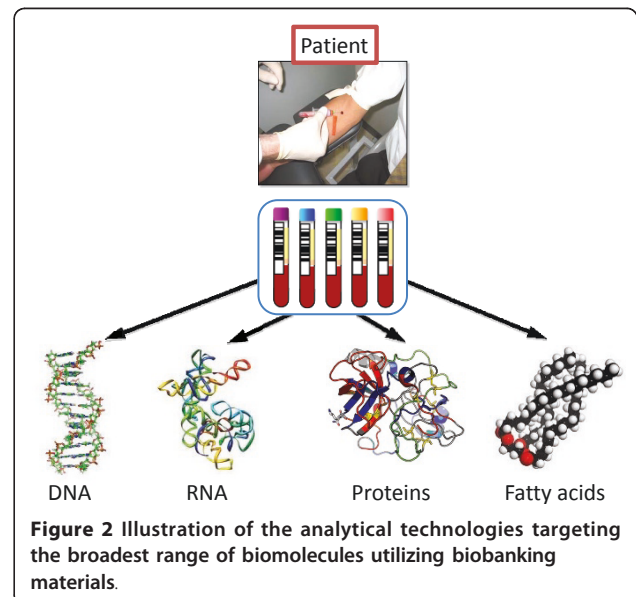 Patient
DNA
RNA
Proteins
Fatty acids
Figure 2 Illustration of the analytical technologies targeting
the broadest range of biomolecules utilizing biobanking
materials.